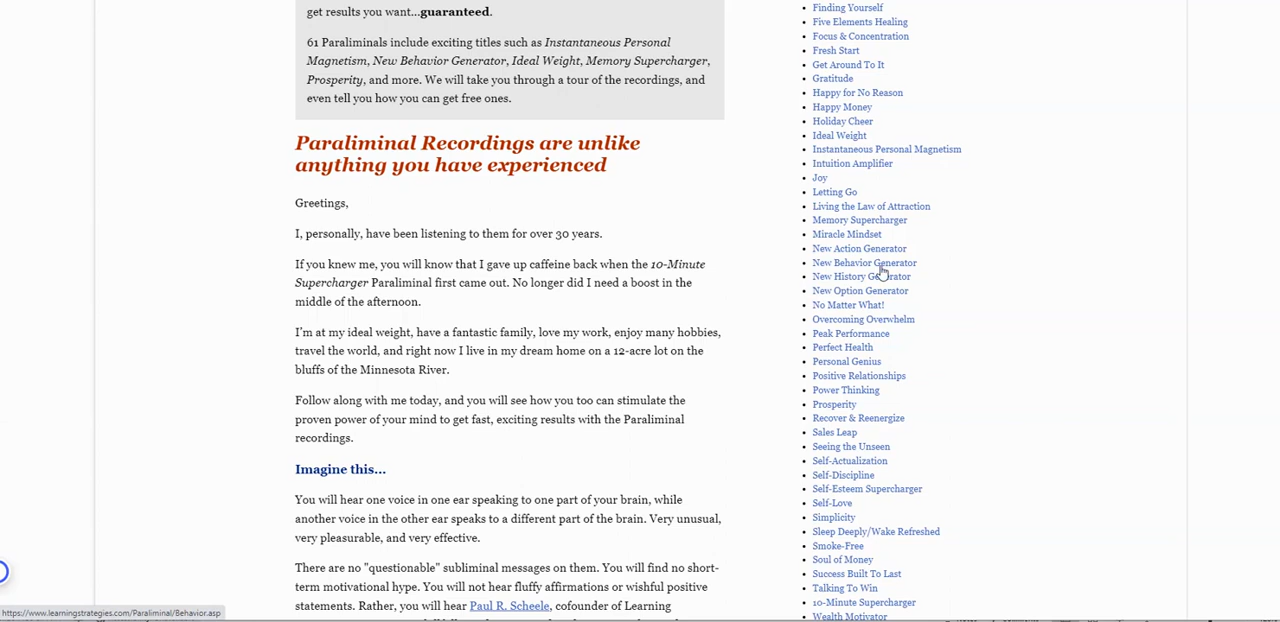 get results you want...guaranteed.
61 Paraliminals include exciting titles such as Instantaneous Personal
Magnetism, New Behavior Generator, Ideal Weight, Memory Supercharger,
Prosperity, and more. We will take you through a tour of the recordings, and
even tell you how you can get free ones.
Paraliminal Recordings are unlike
anything you have experienced
Greetings,
I, personally, have been listening to them for over 30 years.
If you knew me, you will know that I gave up caffeine back when the 10-Minute
Supercharger Paraliminal first came out. No longer did I need a boost in the
middle of the afternoon.
I'm at my ideal weight, have a fantastic family, love my work, enjoy many hobbies,
travel the world, and right now I live in my dream home on a 12-acre lot on the
bluffs of the Minnesota River.
Follow along with me today, and you will see how you too can stimulate the
proven power of your mind to get fast, exciting results with the Paraliminal
recordings.
Imagine this...
You will hear one voice in one ear speaking to one part of your brain, while
another voice in the other ear speaks to a different part of the brain. Very unusual,
very pleasurable, and very effective.
There are no "questionable" subliminal messages on them. You will find no short-
term motivational hype. You will not hear fluffy affirmations or wishful positive
statements. Rather, you will hear Paul R. Scheele, cofounder of Learning
Finding Yourself
Five Elements Healing
Focus & Concentration
Fresh Start
Get Around To It
Gratitude
Happy for No Reason
Happy Money
Holiday Cheer
Ideal Weight
Instantaneous Personal Magnetism
Intuition Amplifier
Joy
Letting Go
Living the Law of Attraction
Memory Supercharger
Miracle Mindset
New Action Generator
New Behavior Generator
New History Generator
New Option Generator
No Matter What!
Overcoming Overwhelm
Peak Performance
Perfect Health
Personal Genius
Positive Relationships
Power Thinking
Prosperity
Recover & Reenergize
Sales Leap
Seeing the Unseen
Self-Actualization
Self-Discipline
Self-Esteem Supercharger
Self-Love
Simplicity
Sleep Deeply/Wake Refreshed
Smoke-Free
Soul of Money
Success Built To Last
Talking To Win
10-Minute Supercharger
Wealth Motivator
https://www.learningstrategies.com/Paraliminal/Behavior.asp